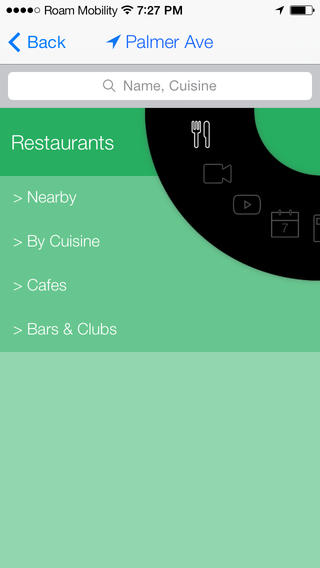 Roam Mobility 7:27 PM
Back Palmer Ave
Name, Cuisine
Restaurants
> Nearby
> By Cuisine
> Cafes
> Bars & Clubs
7